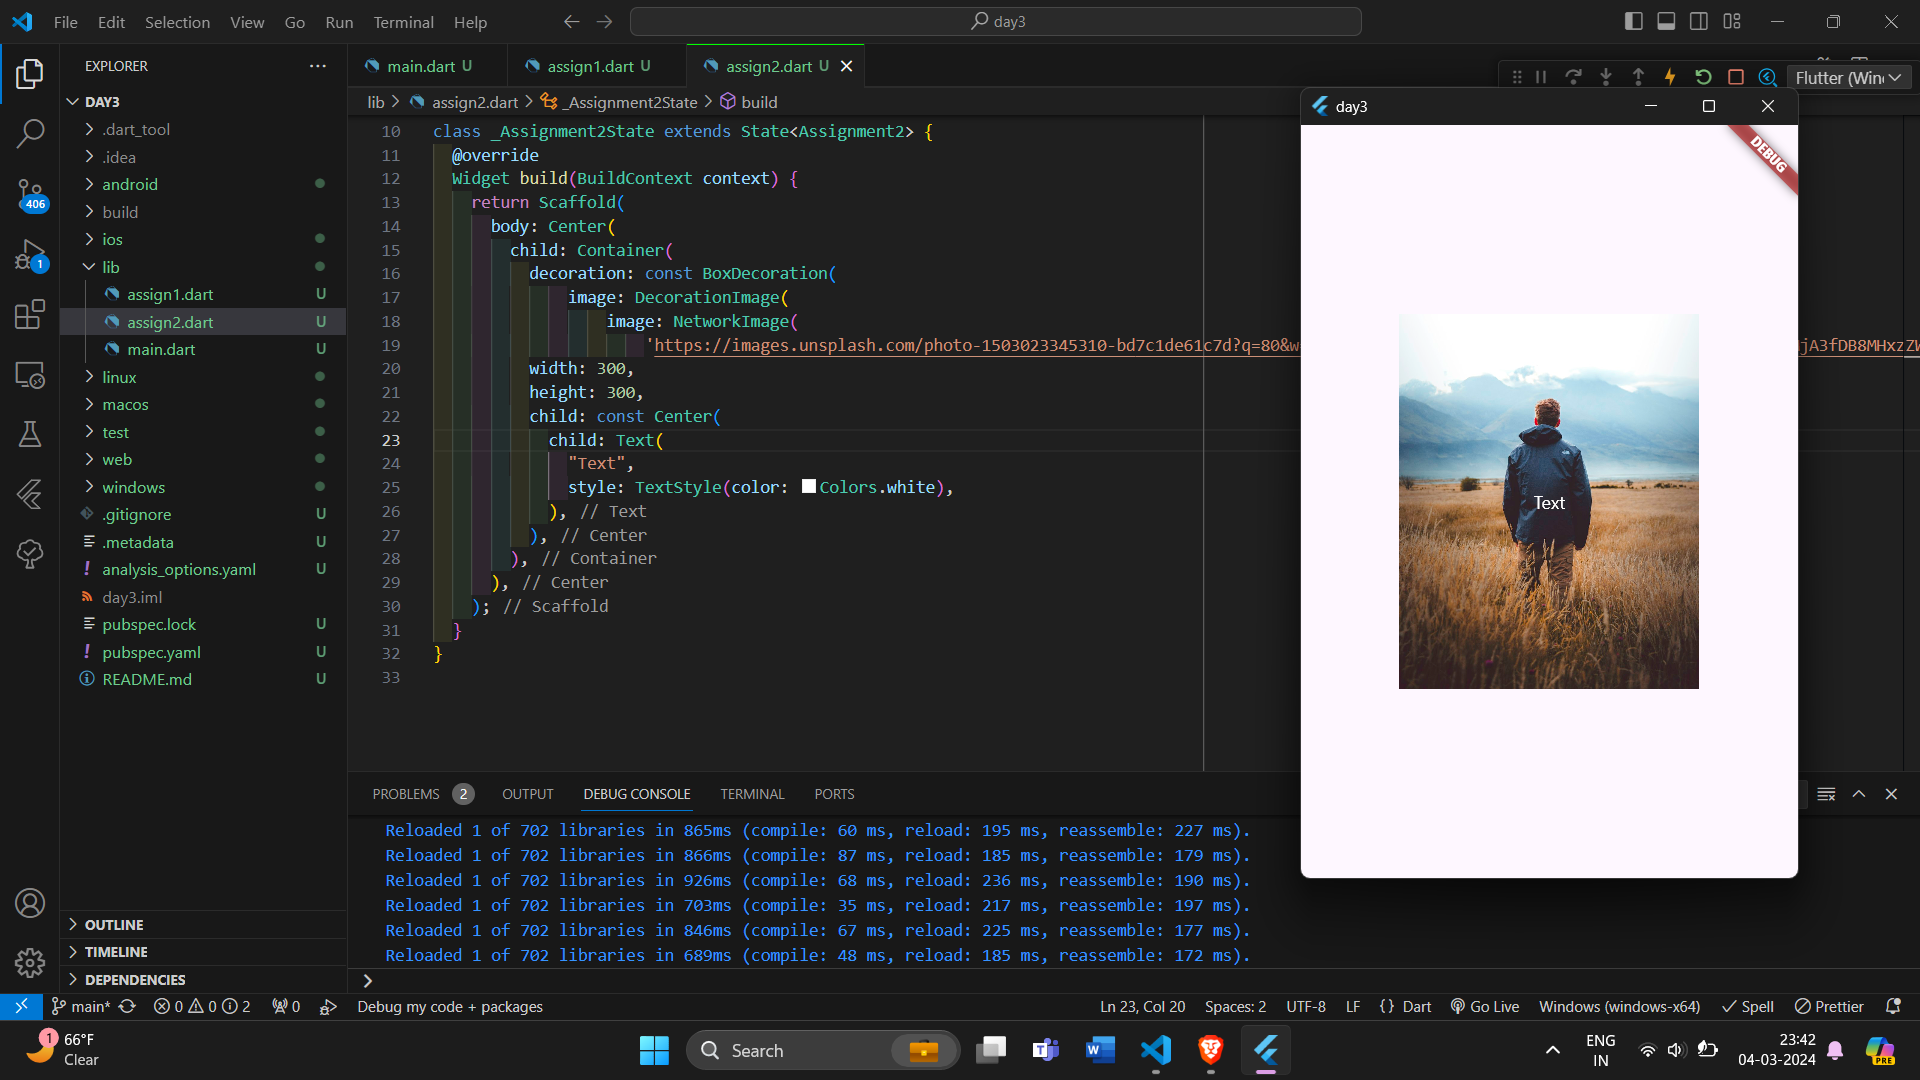 File Edit Selection View Go Run Terminal Help
day3
EXPLORER
DAY3
.dart_tool
.idea
android
build
ios
lib
assign1.dart U
assign2.dart U
main.dart U
linux
macos
test
web
windows
.gitignore U
.metadata U
analysis_options.yaml U
day3.iml
pubspec.lock U
pubspec.yaml U
README.md U
OUTLINE
TIMELINE
DEPENDENCIES
406
1
main.dart U assign1.dart U assign2.dart U
Flutter (Win
lib > assign2.dart > _Assignment2State > build
10 class _Assignment2State extends State<Assignment2> {
11 @override
12 Widget build(BuildContext context) {
13 return Scaffold(
14 body: Center(
15 child: Container(
16 decoration: const BoxDecoration(
17 image: DecorationImage(
18 image: NetworkImage(
19 'https://images.unsplash.com/photo-1503023345310-bd7c1de61c7d?q=80&w jA3fDB8MHxzZW
20 width: 300,
21 height: 300,
22 child: const Center(
23 child: Text(
24 "Text",
25 style: TextStyle(color: Colors.white),
26 ), // Text
27 ), // Center
28 ), // Container
29 ), // Center
30 ); // Scaffold
31 }
32 }
33
day3
DEBUG
Text
PROBLEMS 2 OUTPUT DEBUG CONSOLE TERMINAL PORTS
Reloaded 1 of 702 libraries in 865ms (compile: 60 ms, reload: 195 ms, reassemble: 227 ms).
Reloaded 1 of 702 libraries in 866ms (compile: 87 ms, reload: 185 ms, reassemble: 179 ms).
Reloaded 1 of 702 libraries in 926ms (compile: 68 ms, reload: 236 ms, reassemble: 190 ms).
Reloaded 1 of 702 libraries in 703ms (compile: 35 ms, reload: 217 ms, reassemble: 197 ms).
Reloaded 1 of 702 libraries in 846ms (compile: 67 ms, reload: 225 ms, reassemble: 177 ms).
Reloaded 1 of 702 libraries in 689ms (compile: 48 ms, reload: 185 ms, reassemble: 172 ms).
main* 0 0 2 0 Debug my code + packages Ln 23, Col 20 Spaces: 2 UTF-8 LF {} Dart Go Live Windows (windows-x64) Spell Prettier
1
66°F
Clear
Search
ENG
IN
23:42
04-03-2024
PRE